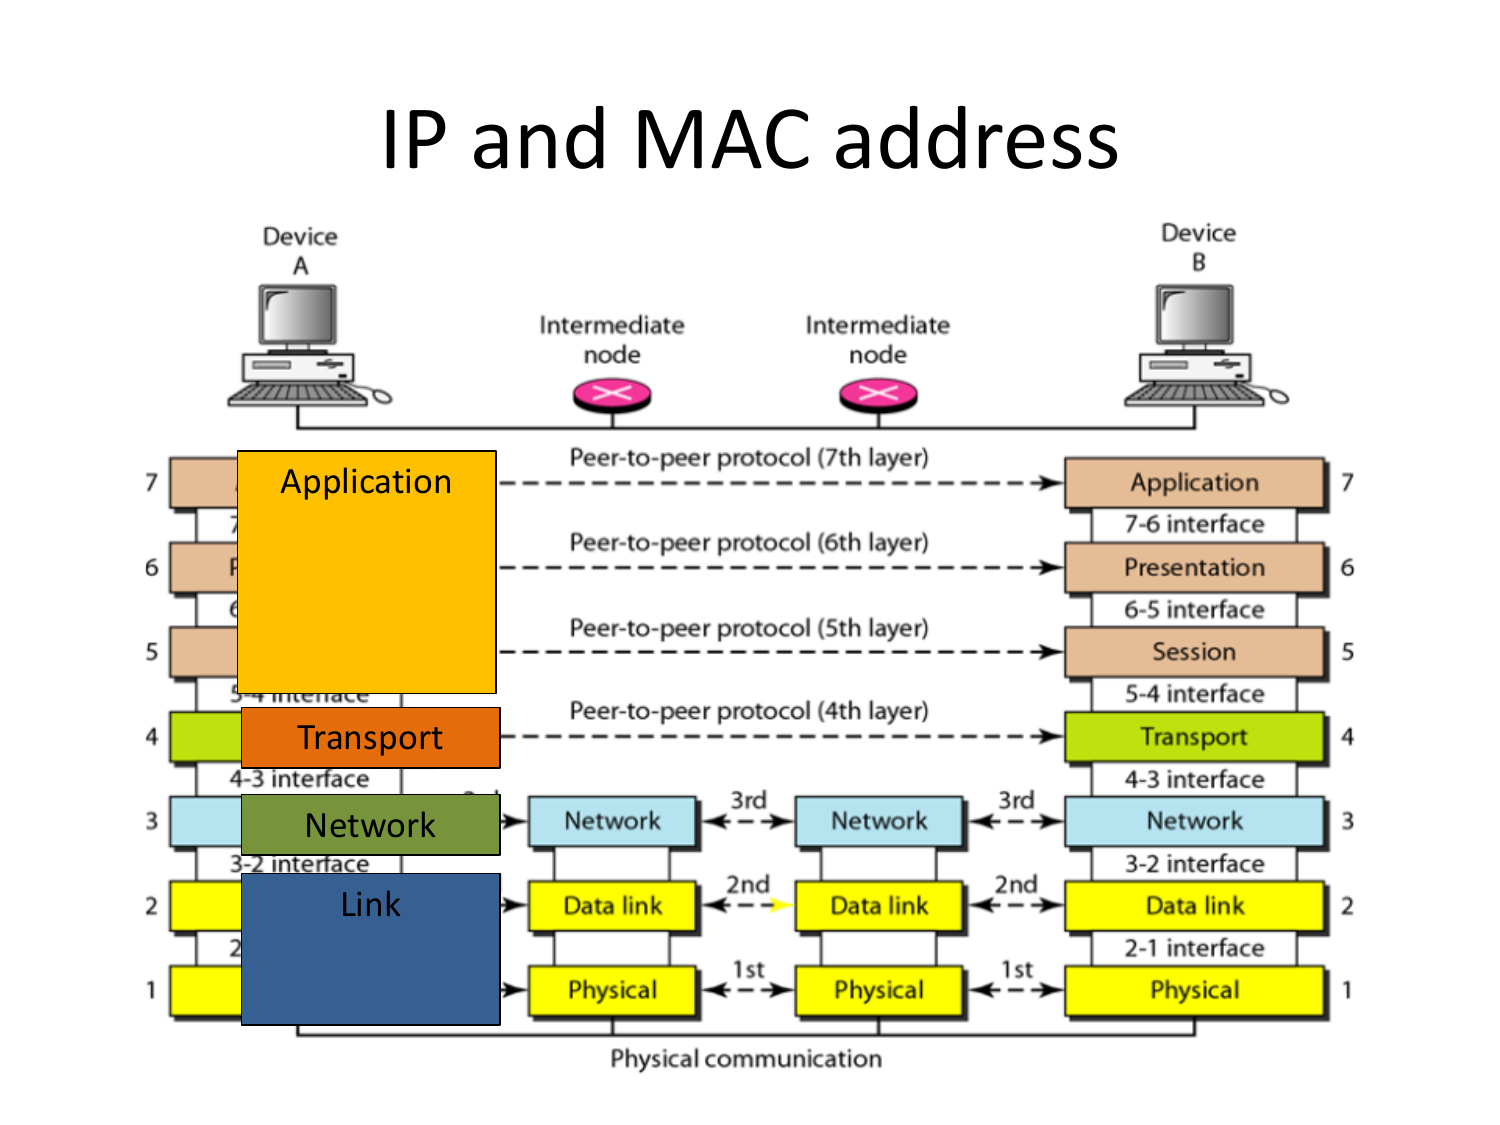 IP and MAC address
Device
A
Device
B
Intermediate
node
Intermediate
node
Peer-to-peer protocol (7th layer)
7
Application
Application
7
7-6 interface
Peer-to-peer protocol (6th layer)
6
Presentation
6
6-5 interface
Peer-to-peer protocol (5th layer)
5
Session
5
5-4 interface
5-4 interface
Peer-to-peer protocol (4th layer)
4
Transport
Transport
4
4-3 interface
4-3 interface
3rd
3rd
3
Network
Network
Network
Network
3
3-2 interface
3-2 interface
2nd
2nd
2
Link
Data link
Data link
Data link
2
2-1 interface
1st
1st
1
Physical
Physical
Physical
1
Physical communication